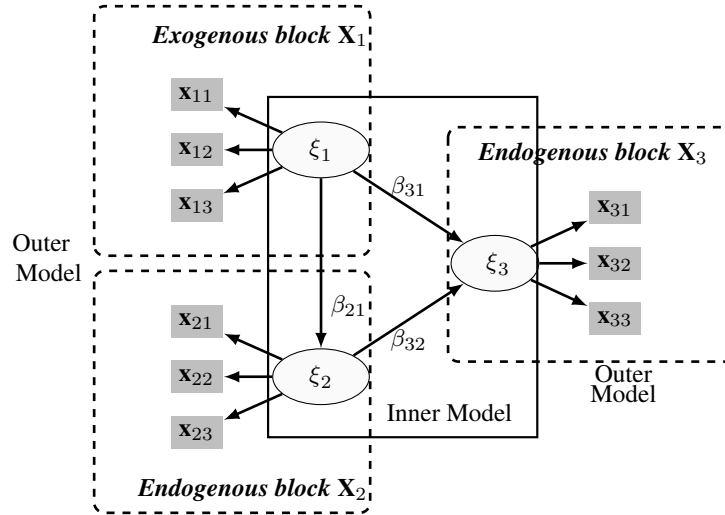 Exogenous block X₁
x₁₁
x₁₂
x₁₃
ξ₁
β₃₁
Endogenous block X₃
x₃₁
x₃₂
x₃₃
ξ₃
Outer
Model
β₂₁
β₃₂
x₂₁
x₂₂
x₂₃
ξ₂
Inner Model
Outer
Model
Endogenous block X₂